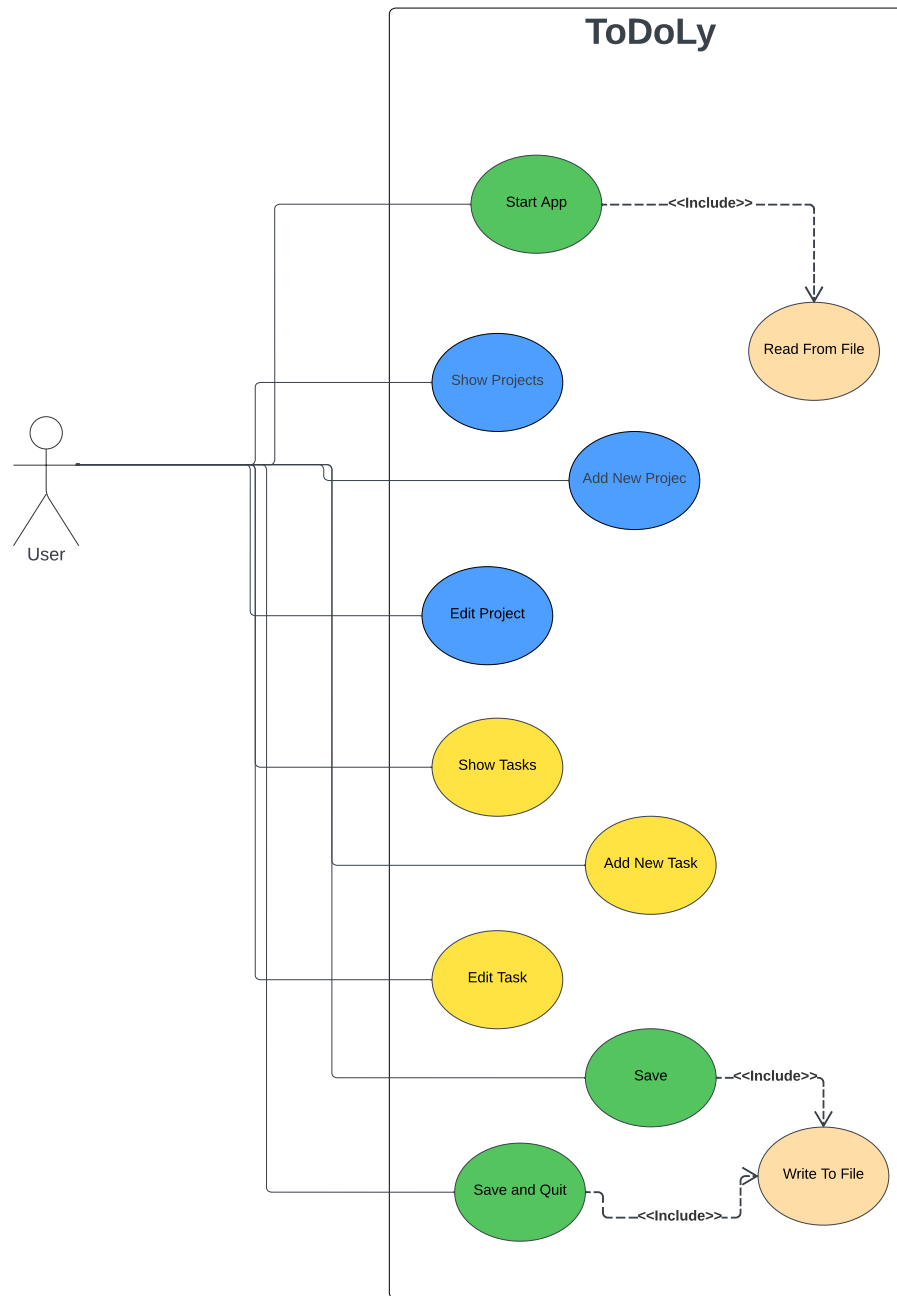 ToDoLy
Start App
<<Include>>
Read From File
Show Projects
Add New Projec
User
Edit Project
Show Tasks
Add New Task
Edit Task
Save
<<Include>>
Write To File
Save and Quit
<<Include>>